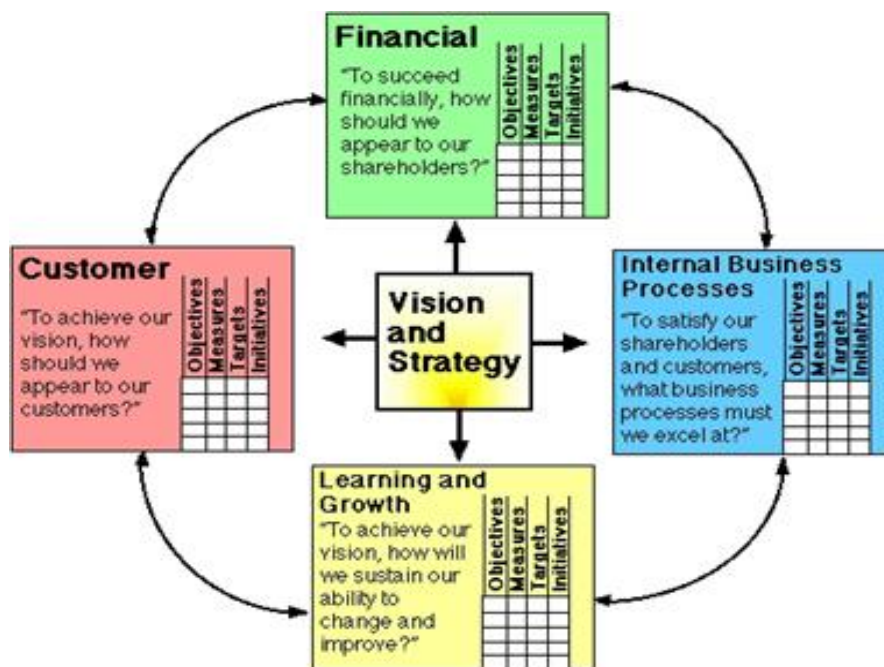 Financial
"To succeed
financially, how
should we
appear to our
shareholders?"
Objectives
Measures
Targets
Initiatives
Customer
"To achieve our
vision, how
should we
appear to our
customers?"
Objectives
Measures
Targets
Initiatives
Vision
and
Strategy
Internal Business
Processes
"To satisfy our
shareholders
and customers,
what business
processes must
we excel at?"
Objectives
Measures
Targets
Initiatives
Learning and
Growth
"To achieve our
vision, how will
we sustain our
ability to
change and
improve?"
Objectives
Measures
Targets
Initiatives